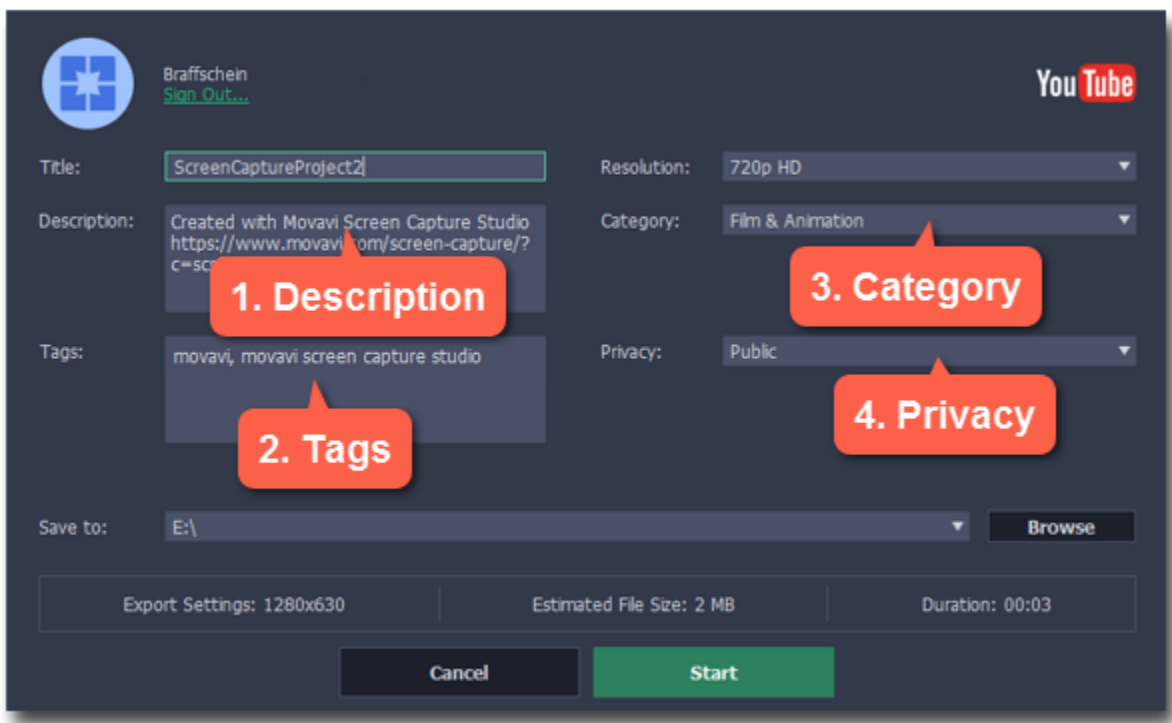 Braffschein
Sign Out...
YouTube
Title:
ScreenCaptureProject2
Resolution:
720p HD
Description:
Created with Movavi Screen Capture Studio
https://www.movavi.com/screen-capture/?
c=sc
1. Description
Category:
Film & Animation
3. Category
Tags:
movavi, movavi screen capture studio
2. Tags
Privacy:
Public
4. Privacy
Save to:
E:\
Browse
Export Settings: 1280x630
Estimated File Size: 2 MB
Duration: 00:03
Cancel
Start